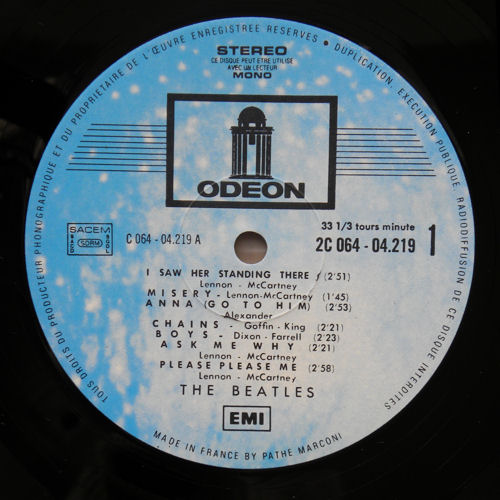 TOUS DROITS DU PRODUCTEUR PHONOGRAPHIQUE ET DU PROPRIETAIRE DE L'ŒUVRE ENREGISTREE RESERVES • DUPLICATION, EXECUTION PUBLIQUE, RADIODIFFUSION DE CE DISQUE INTERDITES
STEREO
CE DISQUE PEUT ETRE UTILISE
AVEC UN LECTEUR
MONO
ODEON
SACEM
SACD SDRM SGDL
C 064 - 04.219 A
33 1/3 tours minute
2C 064 - 04.219 1
I SAW HER STANDING THERE (2'51)
Lennon - McCartney
MISERY - Lennon-MrCartney (1'45)
ANNA (GO TO HIM) (2'53)
Alexander
CHAINS - Goffin - King (2'21)
BOYS - Dixon - Farrell (2'23)
ASK ME WHY (2'21)
Lennon - McCartney
PLEASE PLEASE ME (2'58)
Lennon - McCartney
THE BEATLES
EMI
MADE IN FRANCE BY PATHE MARCONI